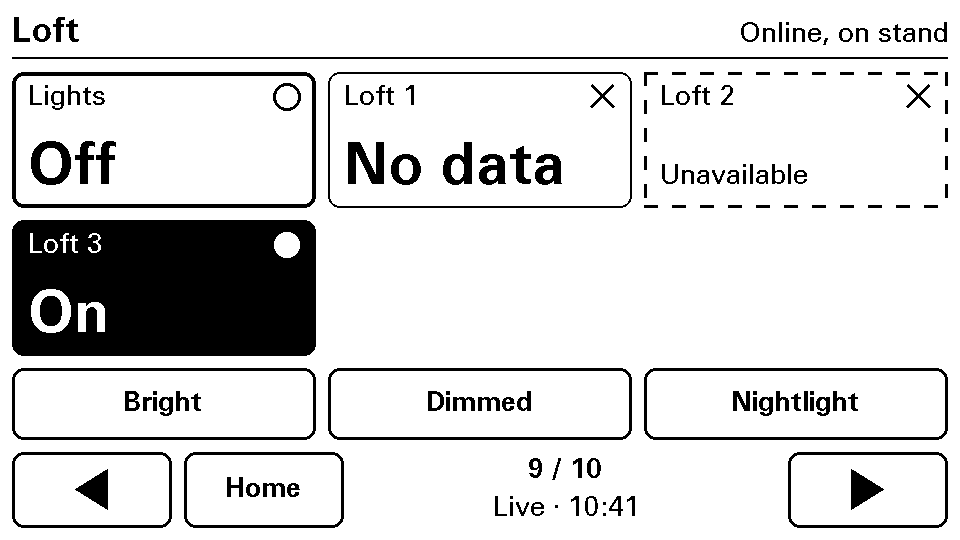 Loft
Online, on stand
Lights
Off
Loft 1
No data
Loft 2
Unavailable
Loft 3
On
Bright
Dimmed
Nightlight
Home
9 / 10
Live · 10:41